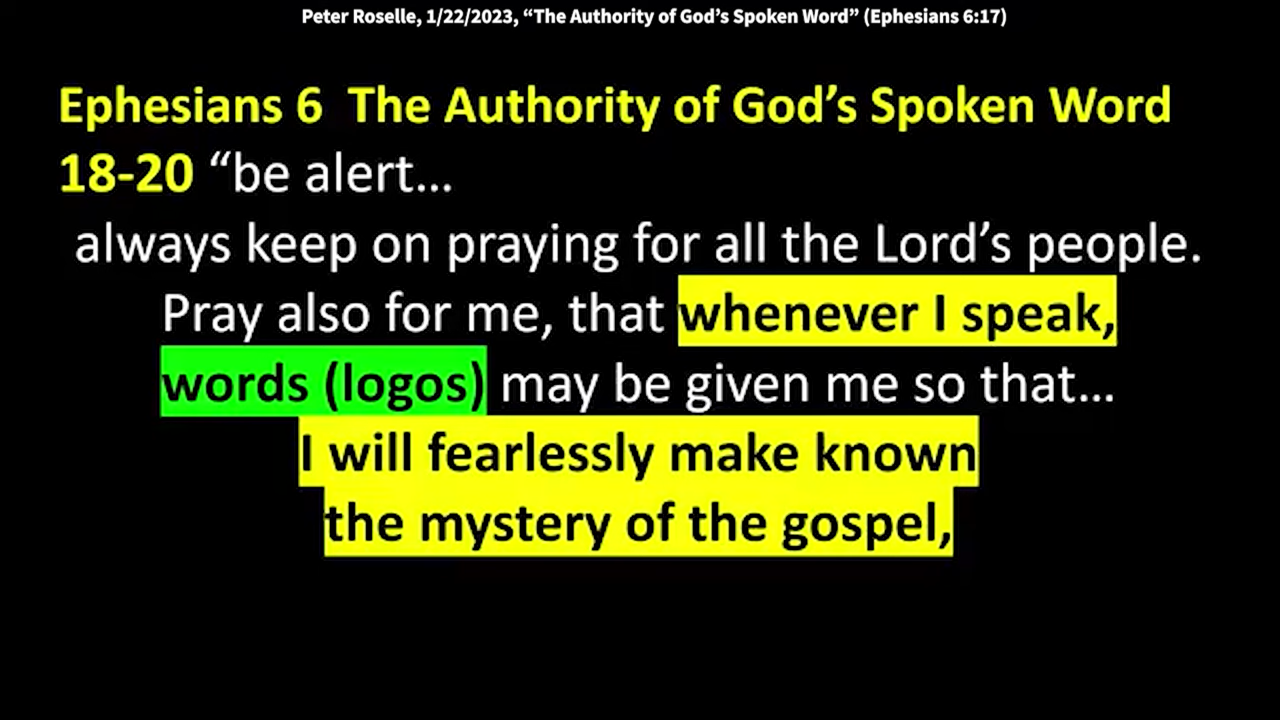 Peter Roselle, 1/22/2023, “The Authority of God’s Spoken Word” (Ephesians 6:17)
Ephesians 6 The Authority of God’s Spoken Word
18-20 “be alert…
always keep on praying for all the Lord’s people.
Pray also for me, that whenever I speak,
words (logos) may be given me so that…
I will fearlessly make known
the mystery of the gospel,